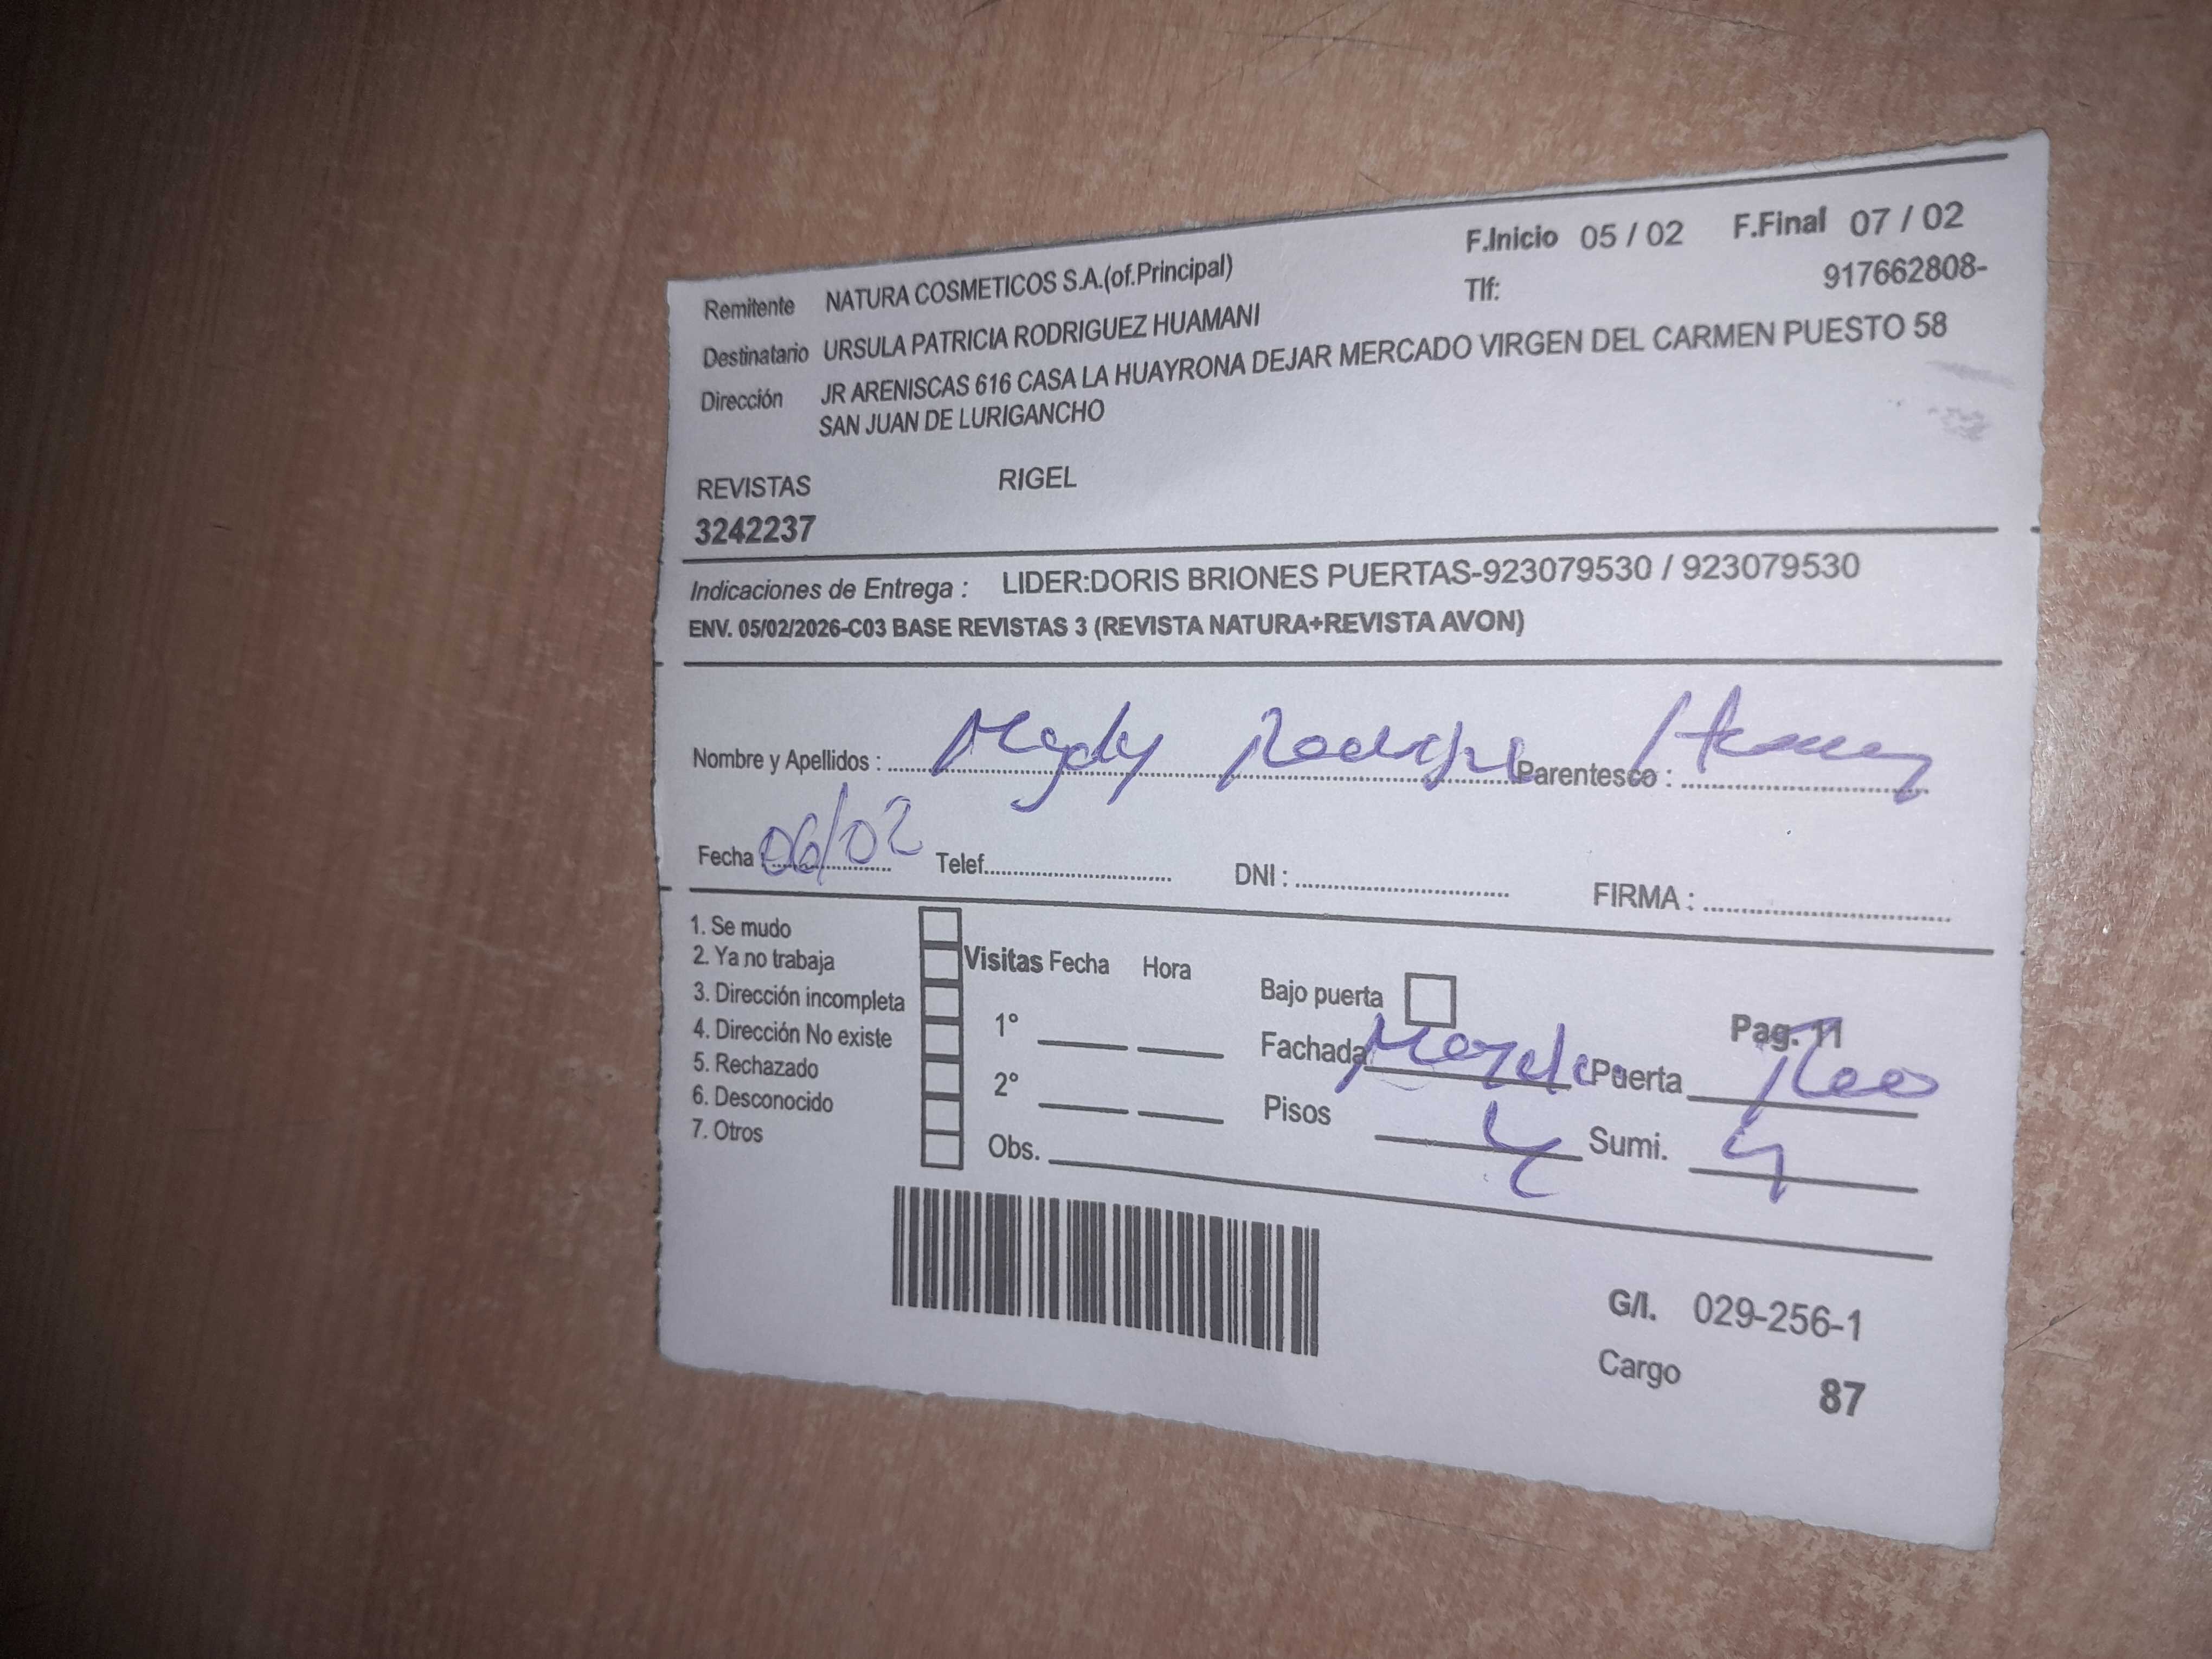 F.Inicio 05 / 02 F.Final 07 / 02
Remitente NATURA COSMETICOS S.A.(of.Principal) Tlf: 917662808-
Destinatario URSULA PATRICIA RODRIGUEZ HUAMANI
Dirección JR ARENISCAS 616 CASA LA HUAYRONA DEJAR MERCADO VIRGEN DEL CARMEN PUESTO 58
SAN JUAN DE LURIGANCHO
REVISTAS RIGEL
3242237
Indicaciones de Entrega : LIDER:DORIS BRIONES PUERTAS-923079530 / 923079530
ENV. 05/02/2026-C03 BASE REVISTAS 3 (REVISTA NATURA+REVISTA AVON)
Nombre y Apellidos : Parentesco :
Fecha : 06/02 Telef. DNI : FIRMA :
1. Se mudo
2. Ya no trabaja
3. Dirección incompleta
4. Dirección No existe
5. Rechazado
6. Desconocido
7. Otros
Visitas Fecha Hora
1°
2°
Obs.
Bajo puerta
Pag. 11
Fachada Puerta
Pisos Sumi. 4
G/I. 029-256-1
Cargo 87